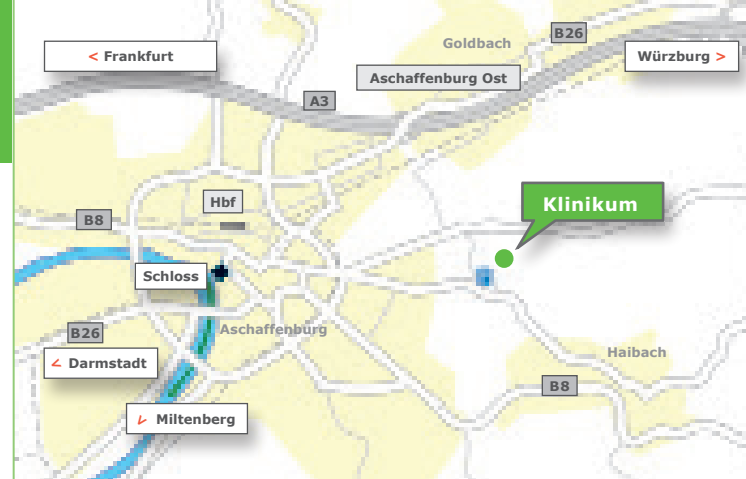 B26
Goldbach
< Frankfurt
Würzburg >
Aschaffenburg Ost
A3
Hbf
Klinikum
B8
Schloss
Aschaffenburg
B26
Haibach
< Darmstadt
B8
< Miltenberg